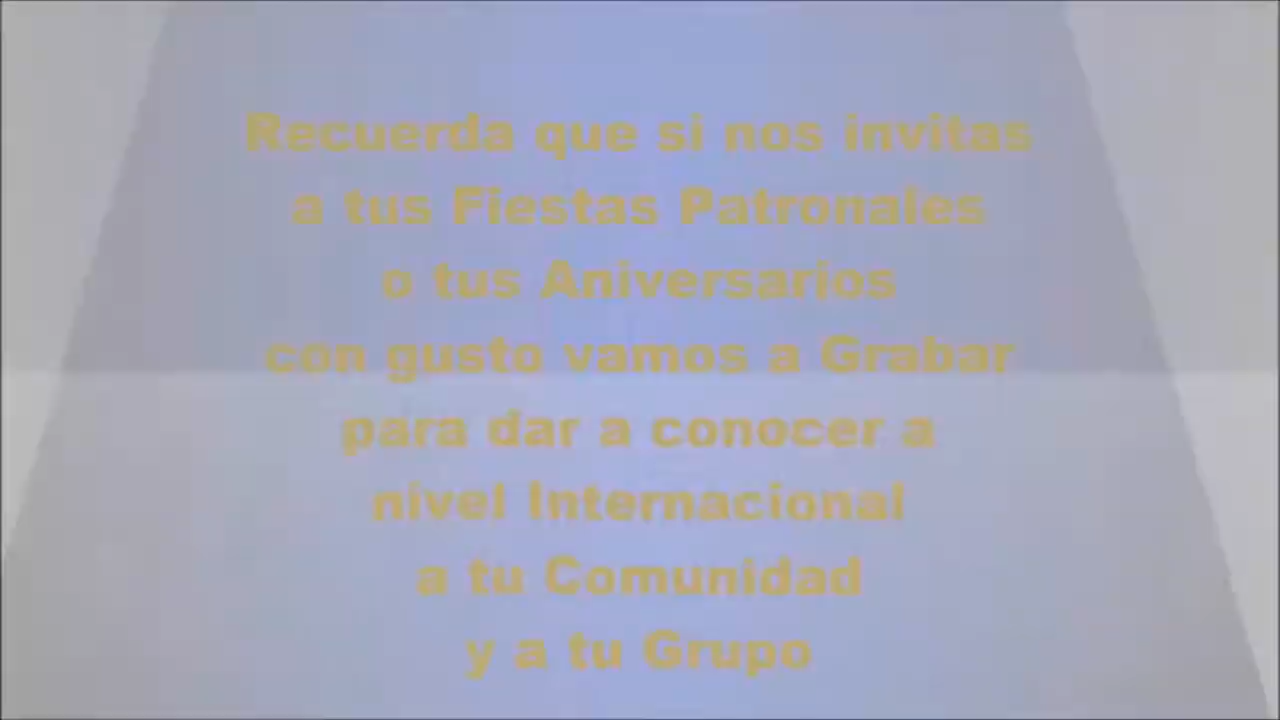 Recuerda que si nos invitas
a tus Fiestas Patronales
o tus Aniversarios
con gusto vamos a Grabar
para dar a conocer a
nivel Internacional
a tu Comunidad
y a tu Grupo